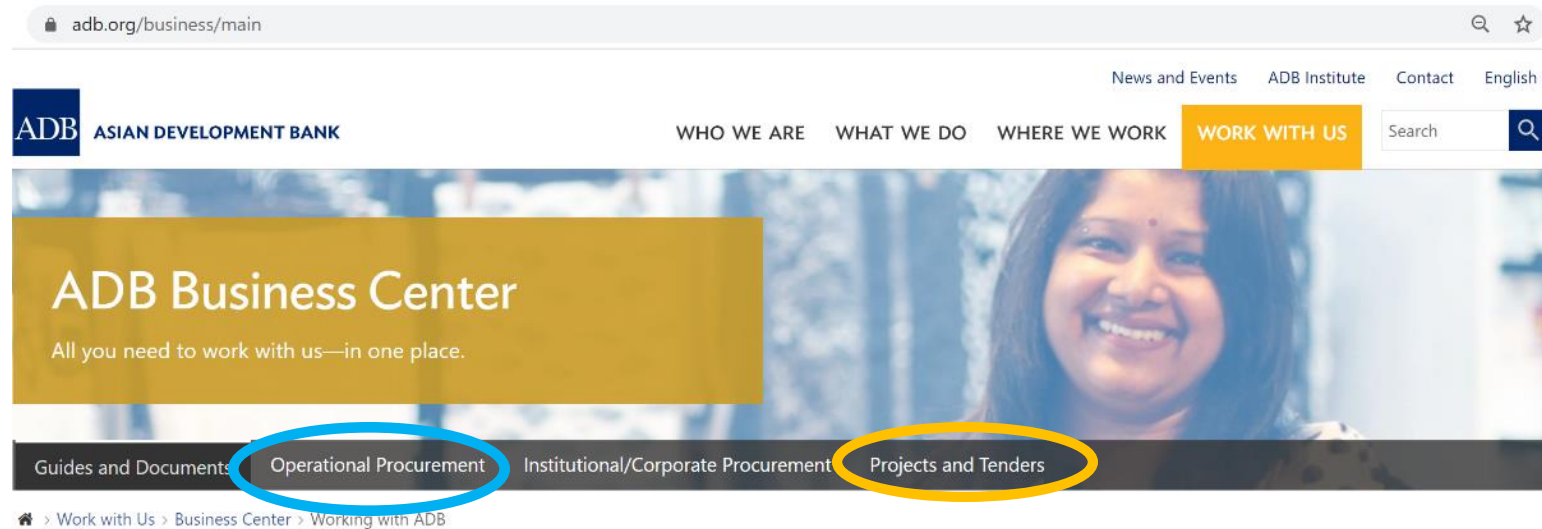 adb.org/business/main
News and Events ADB Institute Contact English
ADB ASIAN DEVELOPMENT BANK WHO WE ARE WHAT WE DO WHERE WE WORK WORK WITH US Search
ADB Business Center
All you need to work with us—in one place.
Guides and Documents Operational Procurement Institutional/Corporate Procurement Projects and Tenders
> Work with Us > Business Center > Working with ADB